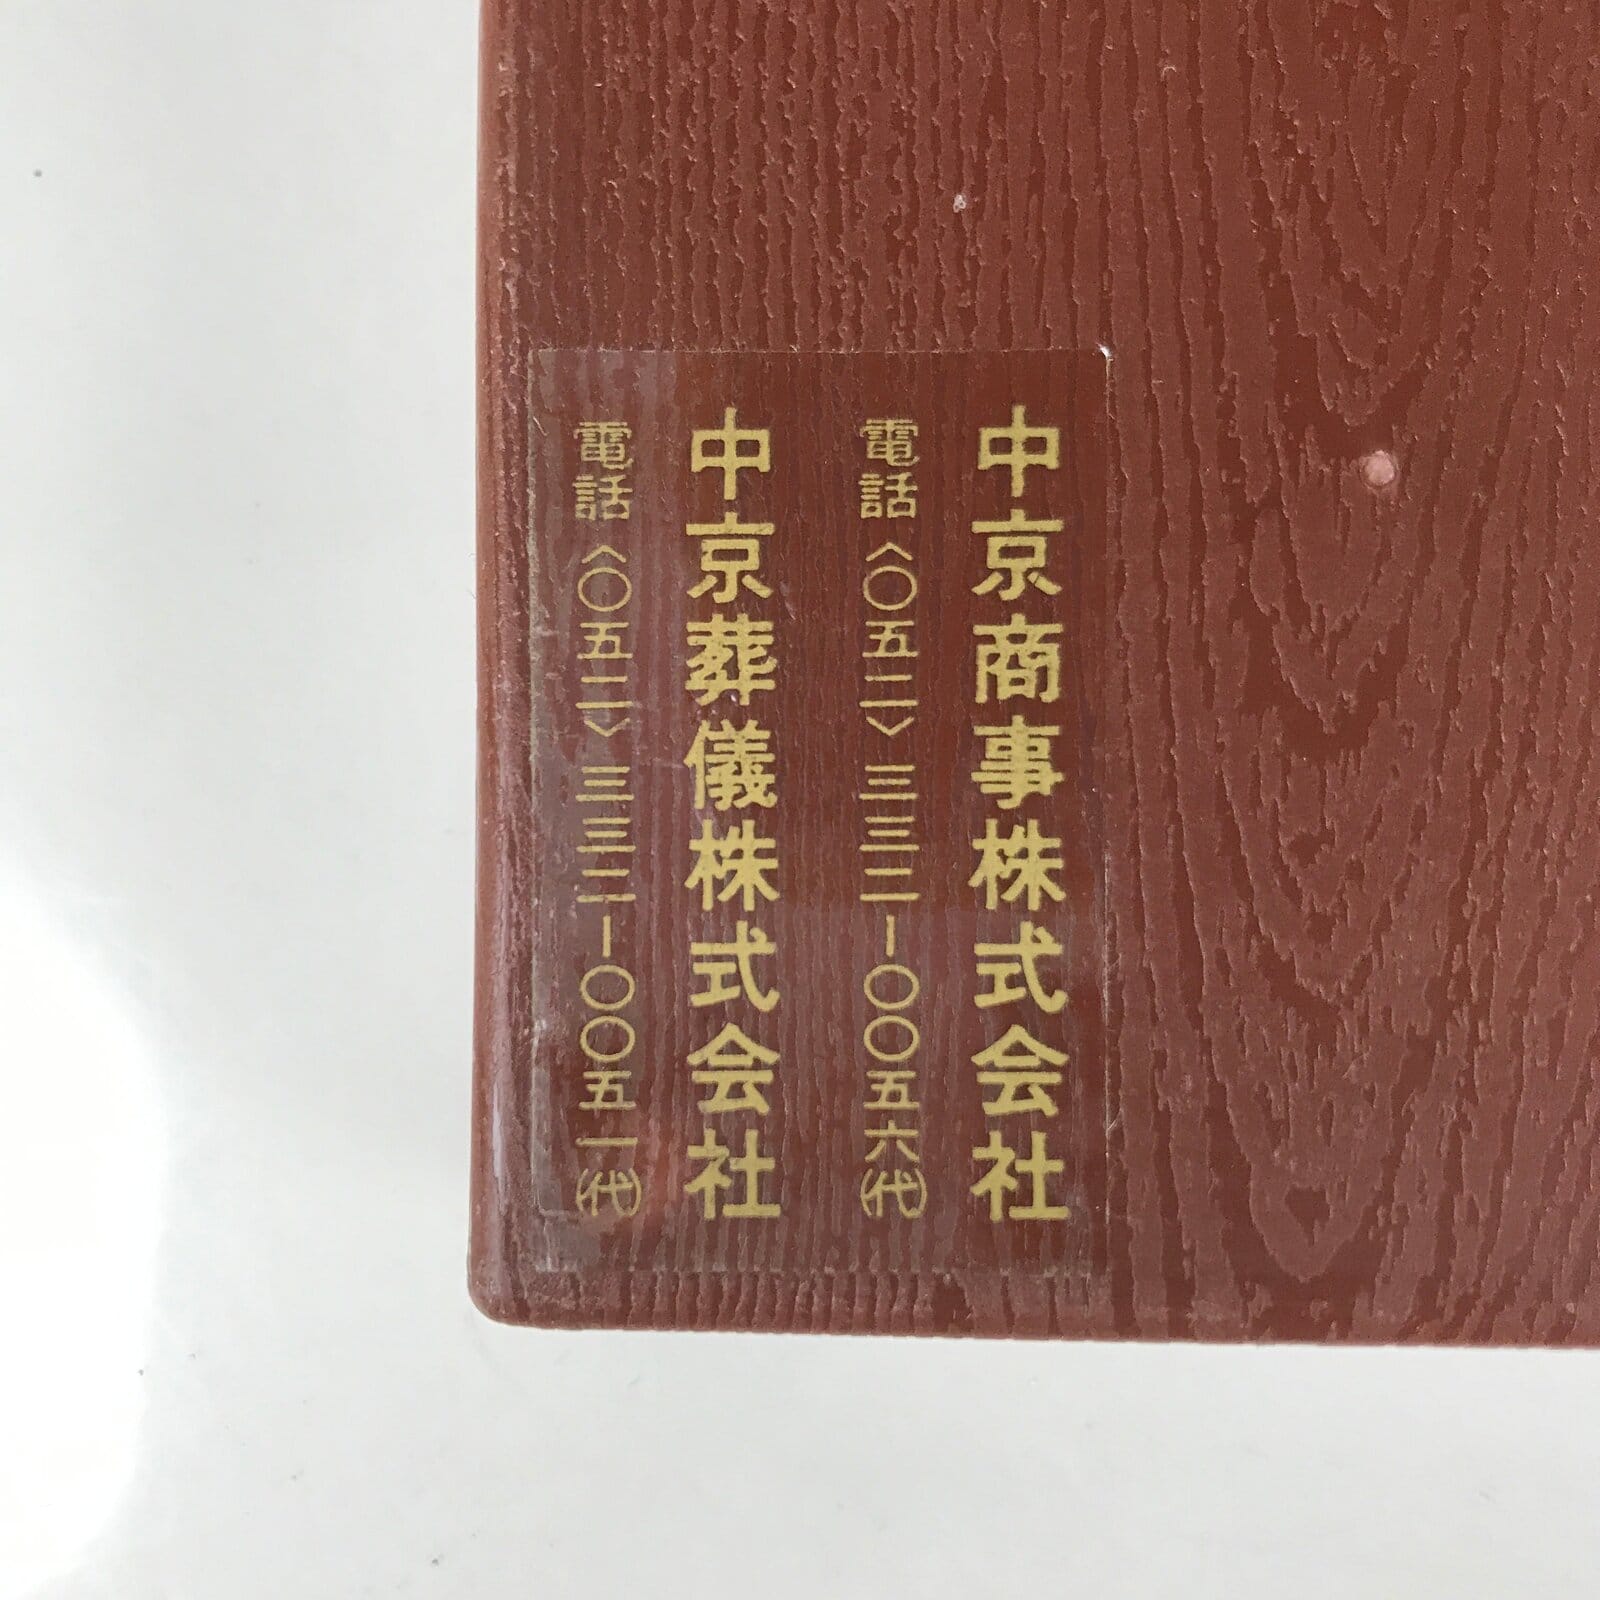 中京商事株式会社
電話〈〇五二〉三三二ー〇〇五六(代)
中京葬儀株式会社
電話〈〇五二〉三三二ー〇〇五一(代)